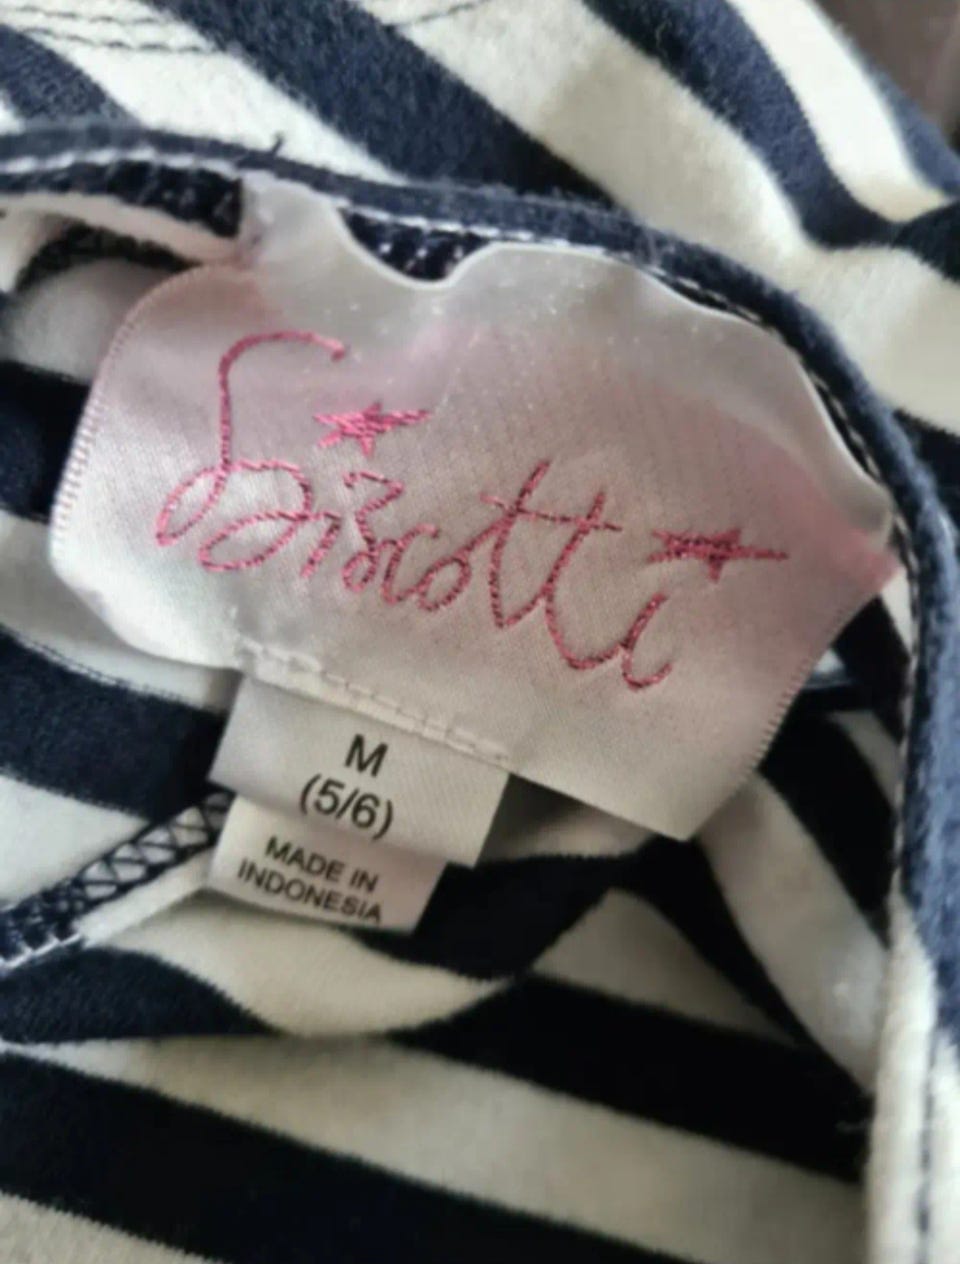 Biscotti
M
(5/6)
MADE IN
INDONESIA